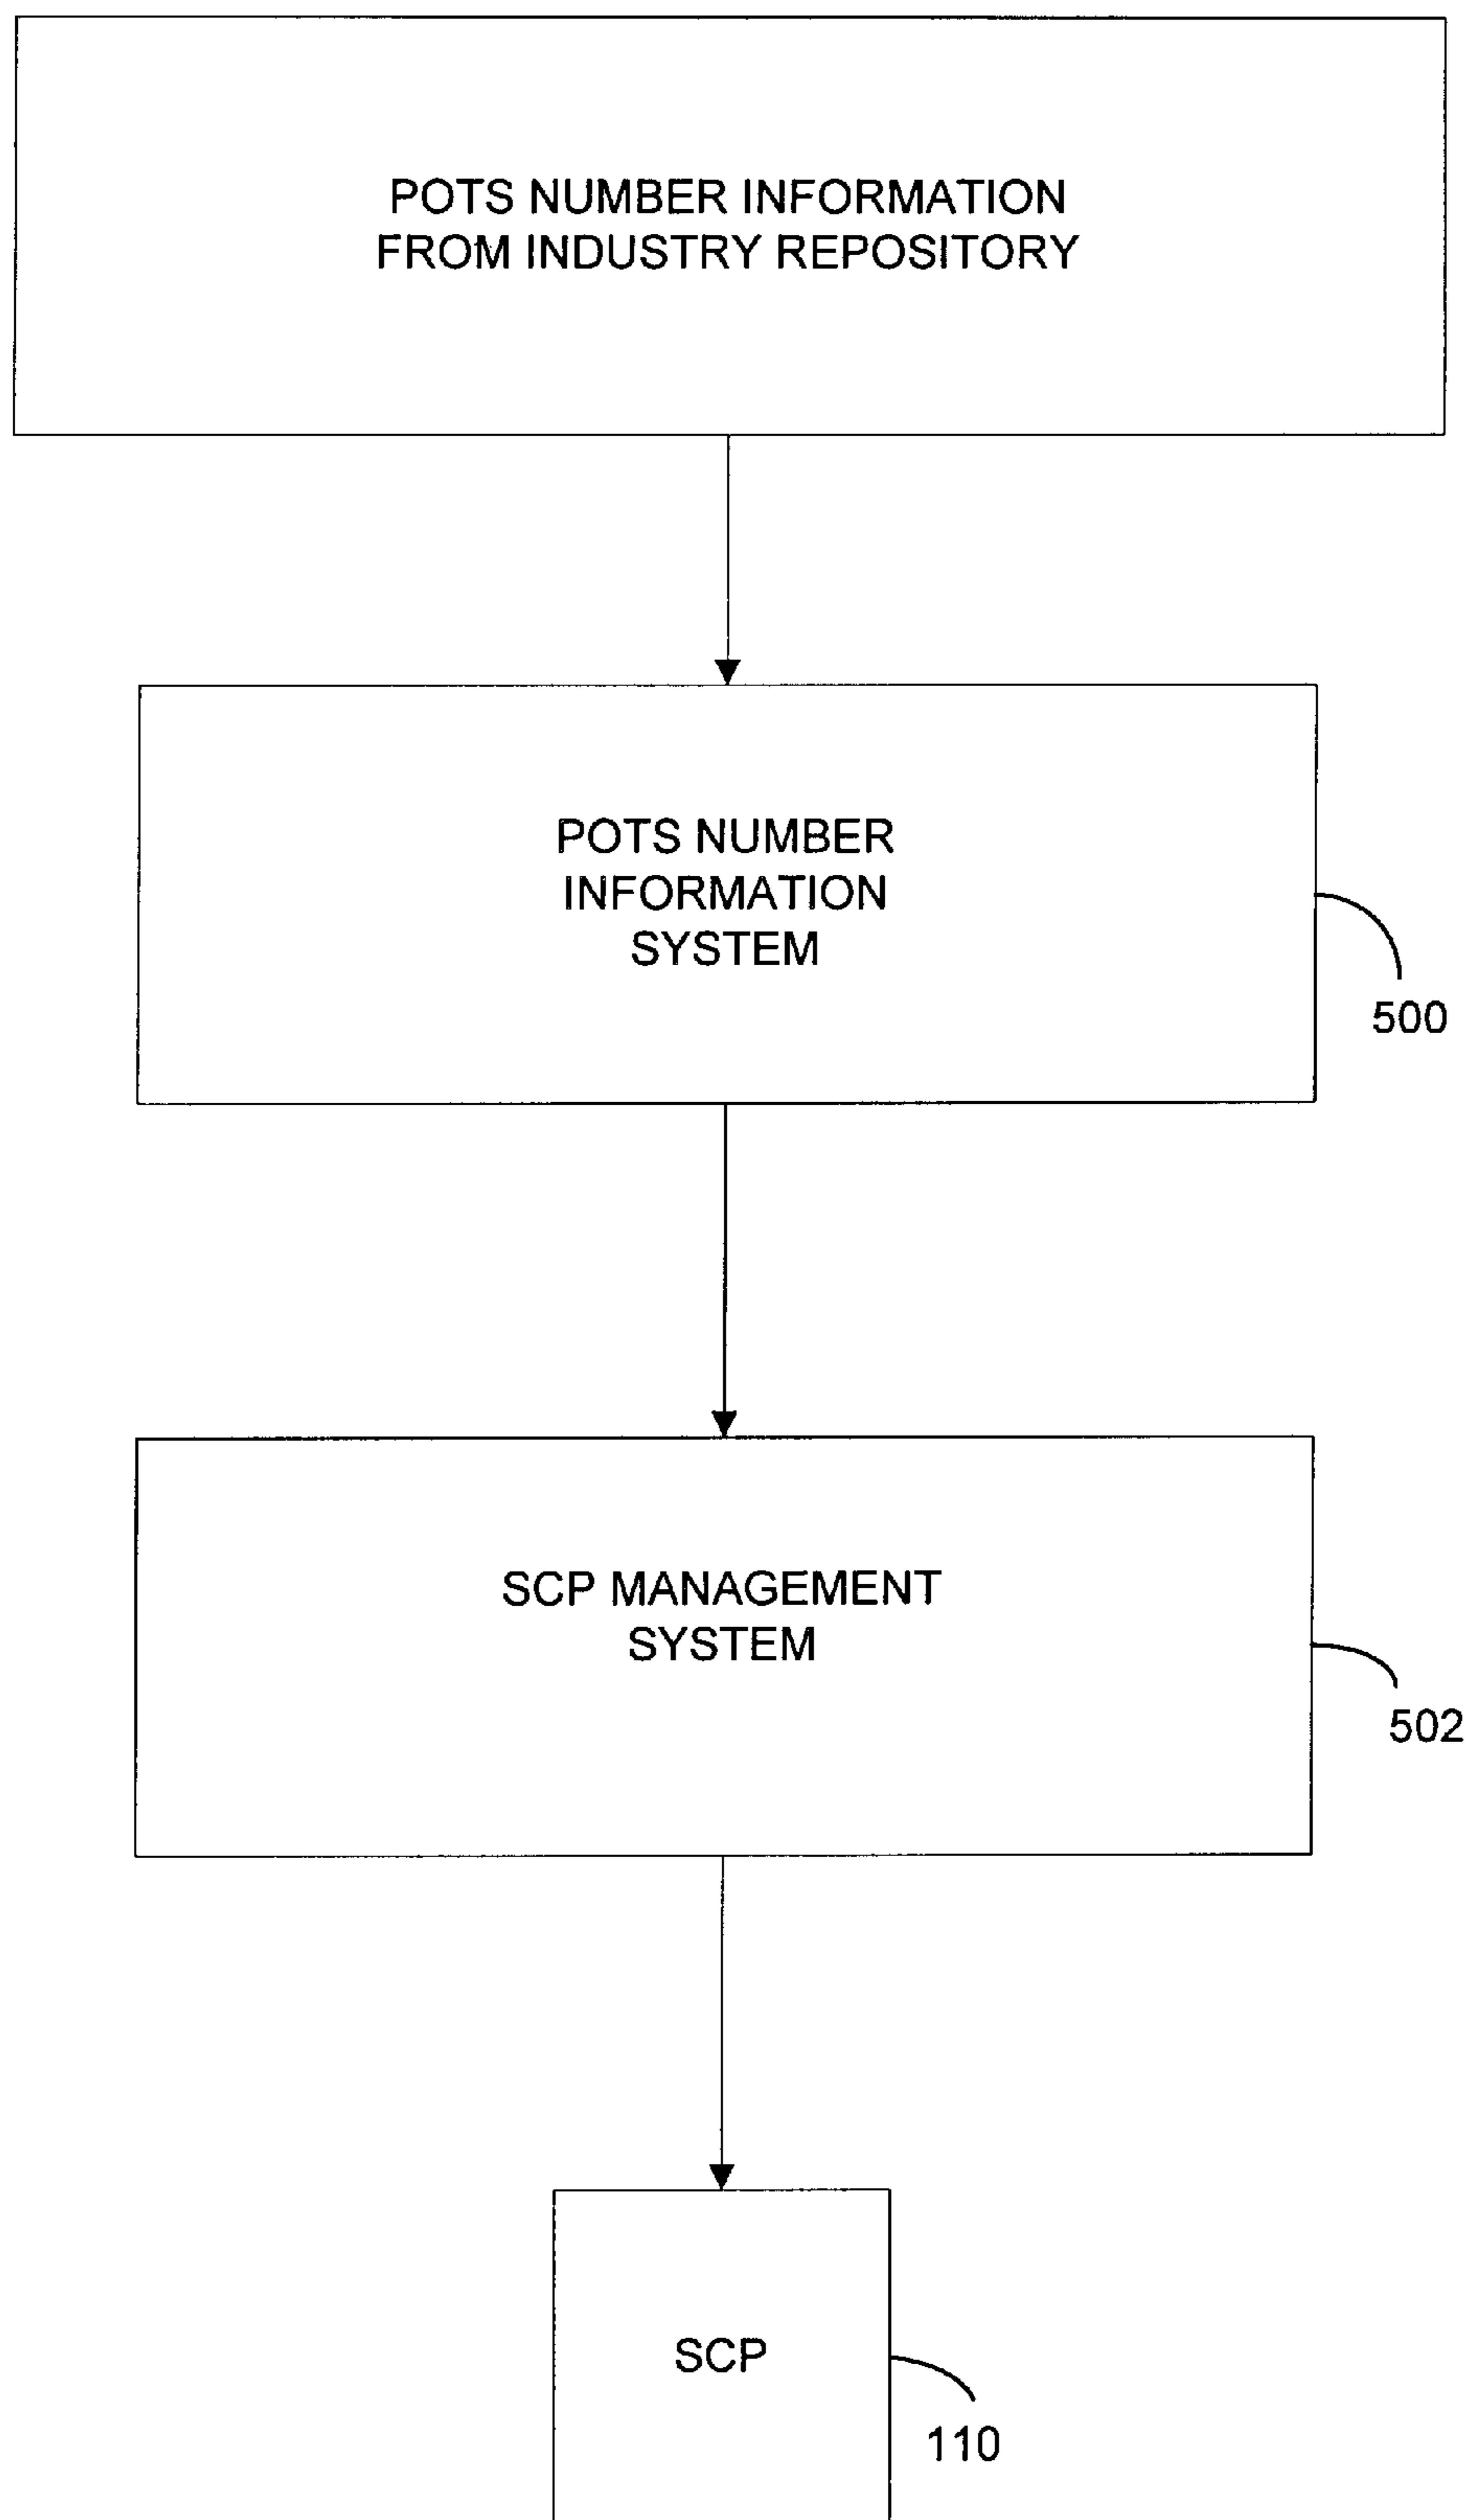 POTS NUMBER INFORMATION
FROM INDUSTRY REPOSITORY
POTS NUMBER
INFORMATION
SYSTEM
500
SCP MANAGEMENT
SYSTEM
502
SCP
110